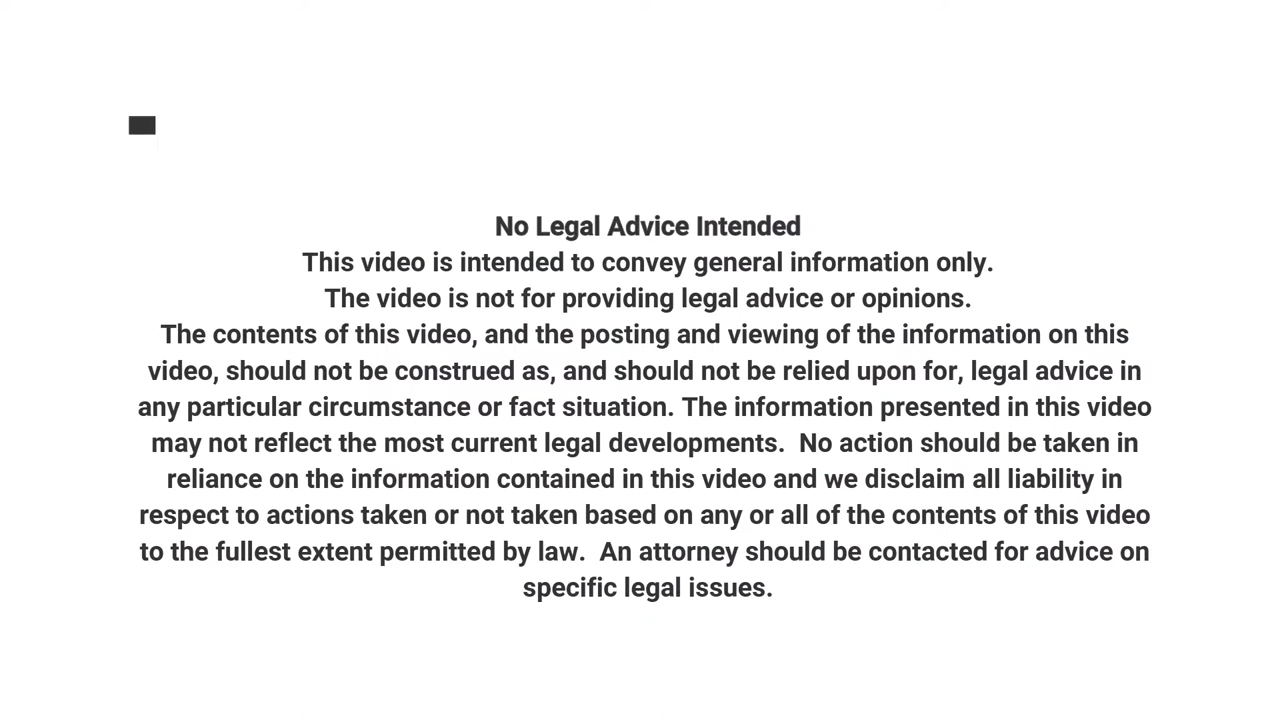 No Legal Advice Intended
This video is intended to convey general information only.
The video is not for providing legal advice or opinions.
The contents of this video, and the posting and viewing of the information on this
video, should not be construed as, and should not be relied upon for, legal advice in
any particular circumstance or fact situation. The information presented in this video
may not reflect the most current legal developments.  No action should be taken in
reliance on the information contained in this video and we disclaim all liability in
respect to actions taken or not taken based on any or all of the contents of this video
to the fullest extent permitted by law.  An attorney should be contacted for advice on
specific legal issues.